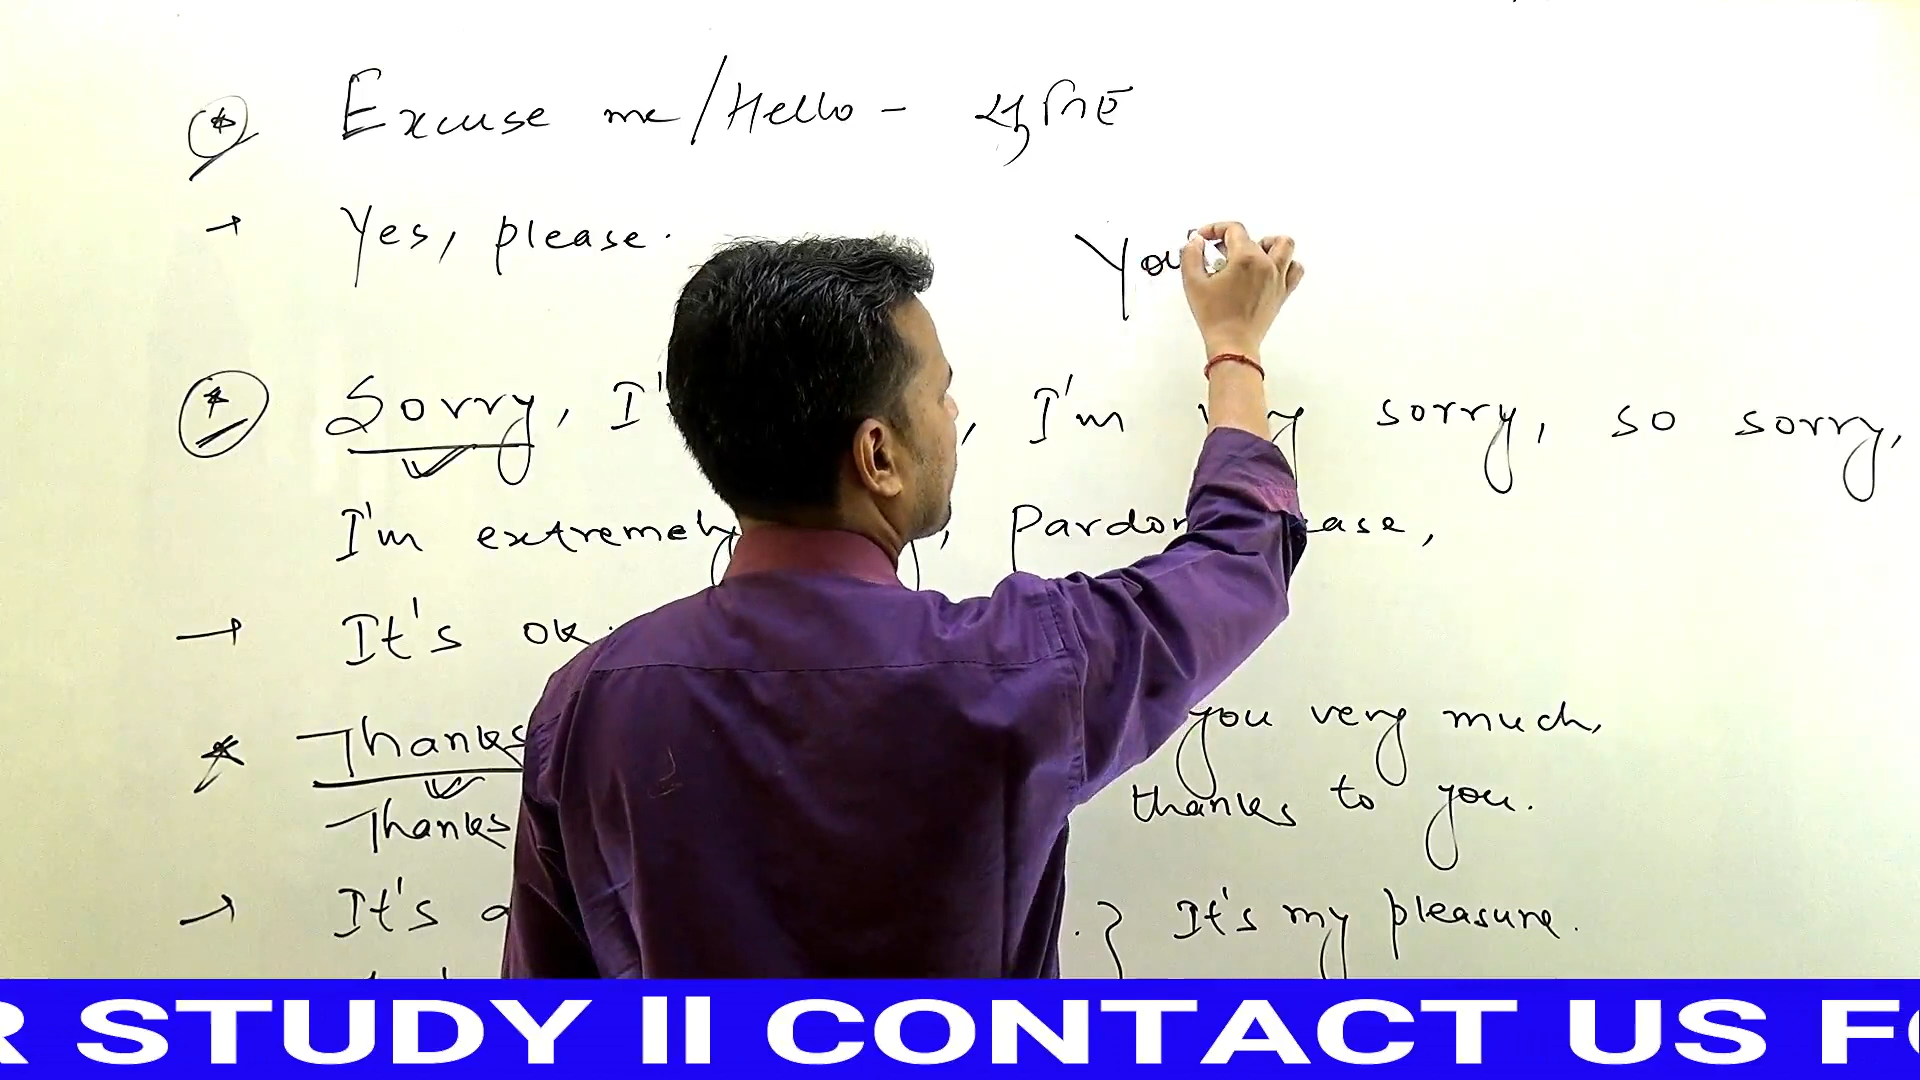 Excuse me/Hello –
Yes, please.
You
Sorry, I' , I'm sorry, so sorry,
I'm extremely , Pardon ,
→ It's ok.
Thanks you very much,
Thanks thanks to you.
→ It's } It's my pleasure.
STUDY II CONTACT US